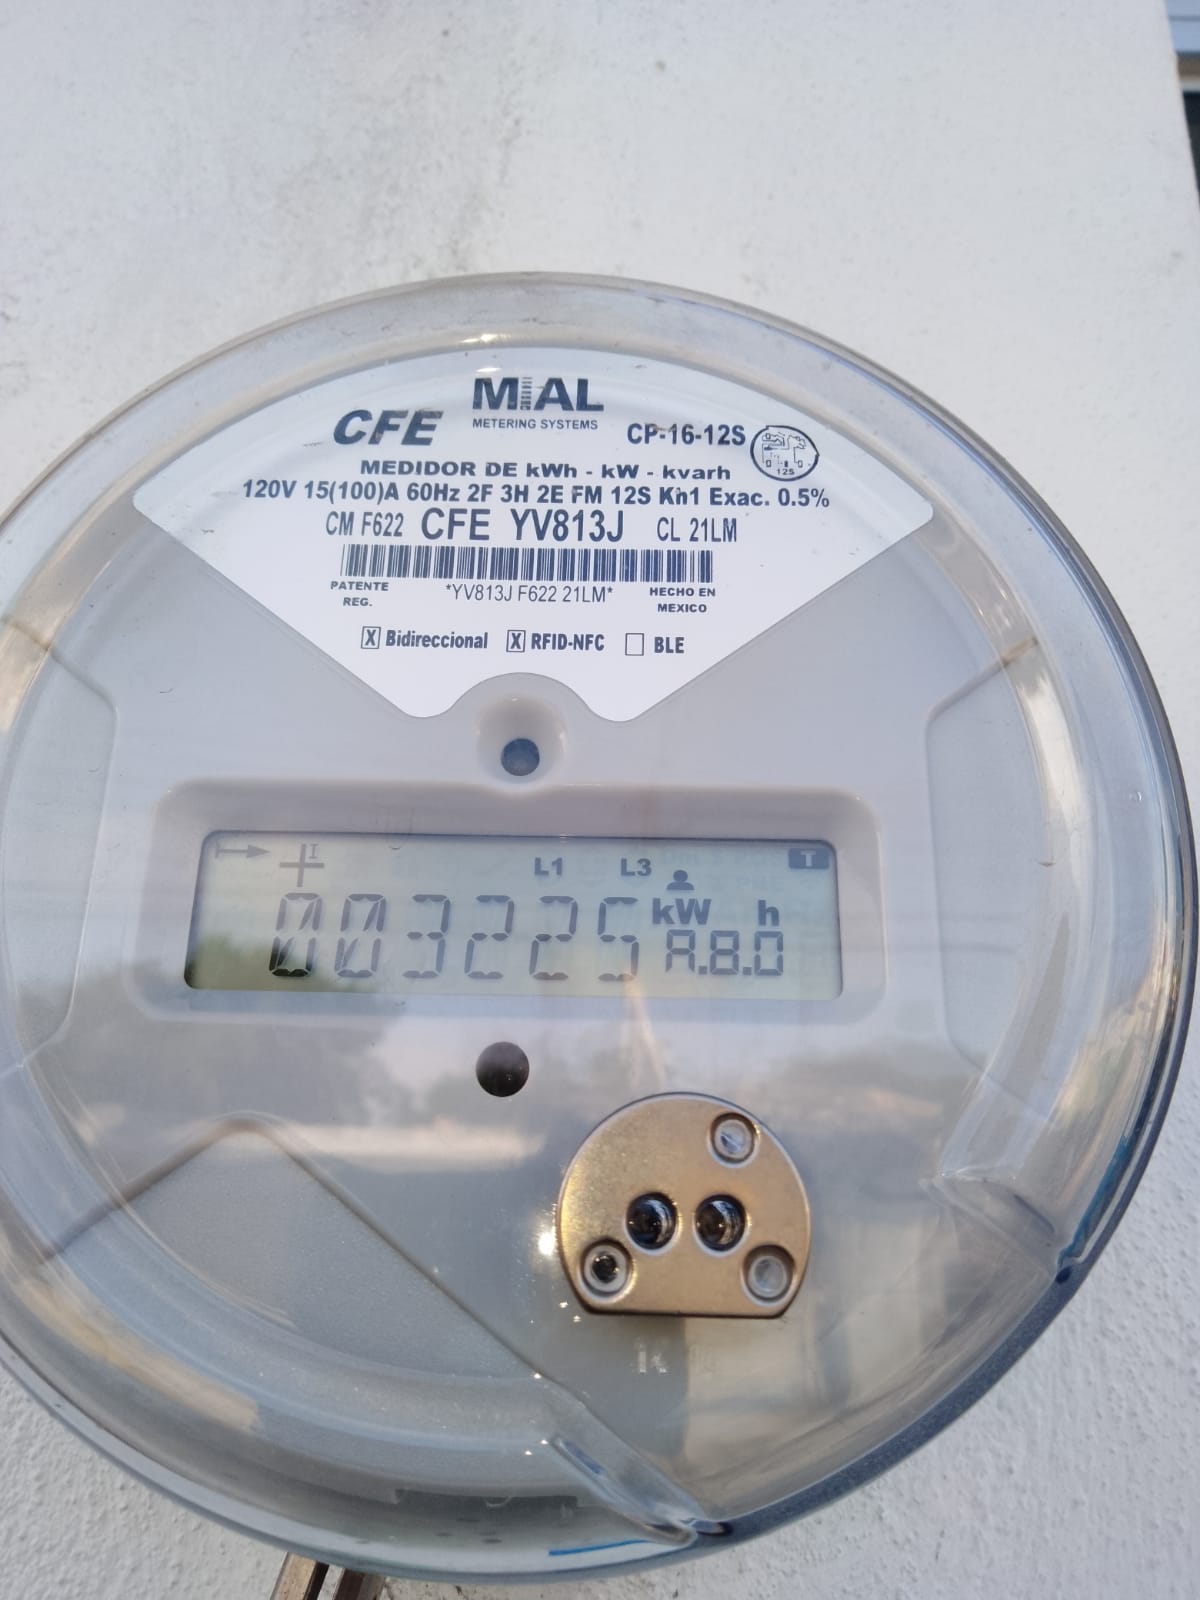 MIAL
METERING SYSTEMS
CFE
CP-16-12S
12S
MEDIDOR DE kWh - kW - kvarh
120V 15(100)A 60Hz 2F 3H 2E FM 12S Kh1 Exac. 0.5%
CM F622 CFE YV813J CL 21LM
PATENTE REG.
*YV813J F622 21LM*
HECHO EN MEXICO
X Bidireccional X RFID-NFC BLE
I L1 L3 T
003225 kW h
A.8.0